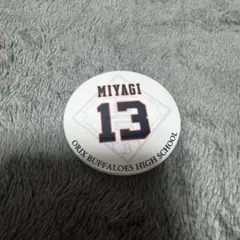 MIYAGI
13
ORIX BUFFALOES HIGH SCHOOL